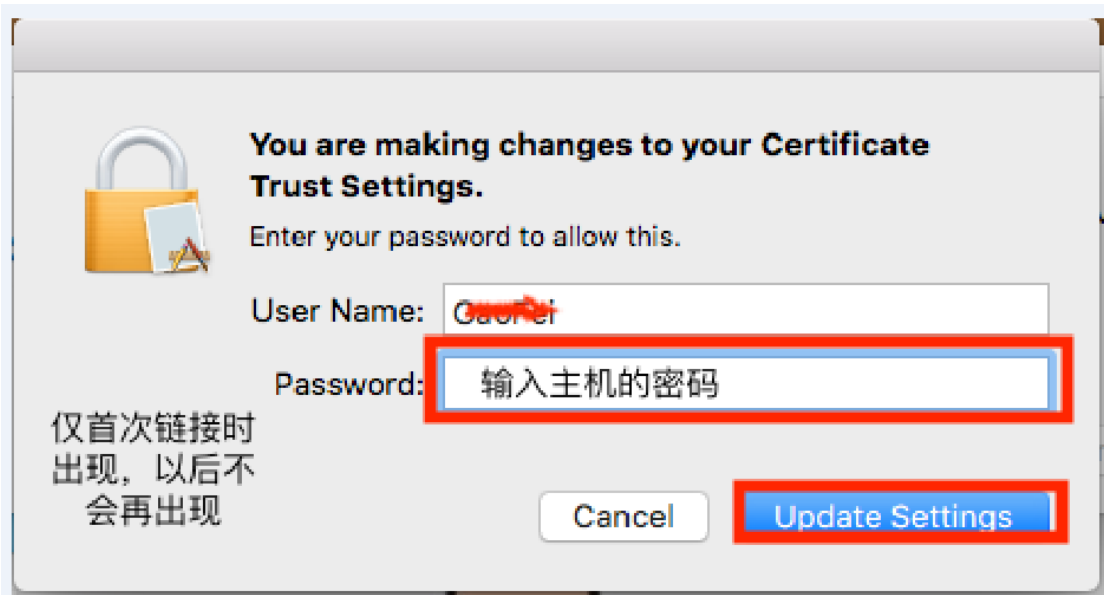 You are making changes to your Certificate
Trust Settings.
Enter your password to allow this.
User Name:
Password: 输入主机的密码
仅首次链接时
出现，以后不
会再出现
Cancel
Update Settings